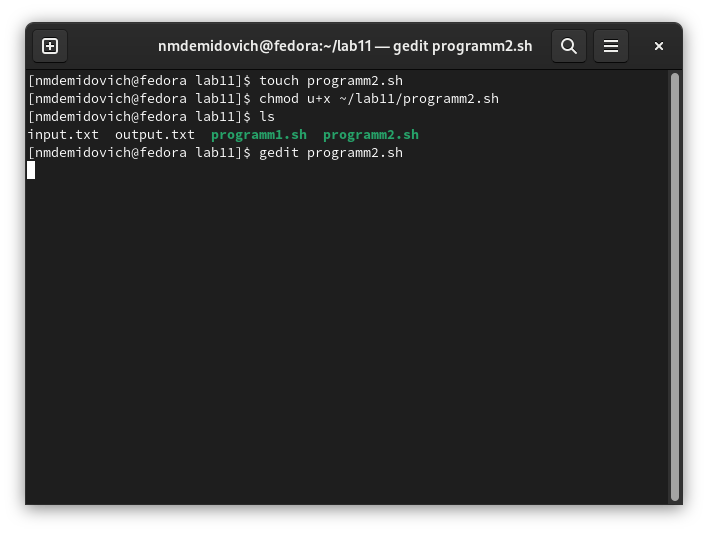 nmdemidovich@fedora:~/lab11 — gedit programm2.sh
[nmdemidovich@fedora lab11]$ touch programm2.sh
[nmdemidovich@fedora lab11]$ chmod u+x ~/lab11/programm2.sh
[nmdemidovich@fedora lab11]$ ls
input.txt  output.txt  programm1.sh  programm2.sh
[nmdemidovich@fedora lab11]$ gedit programm2.sh